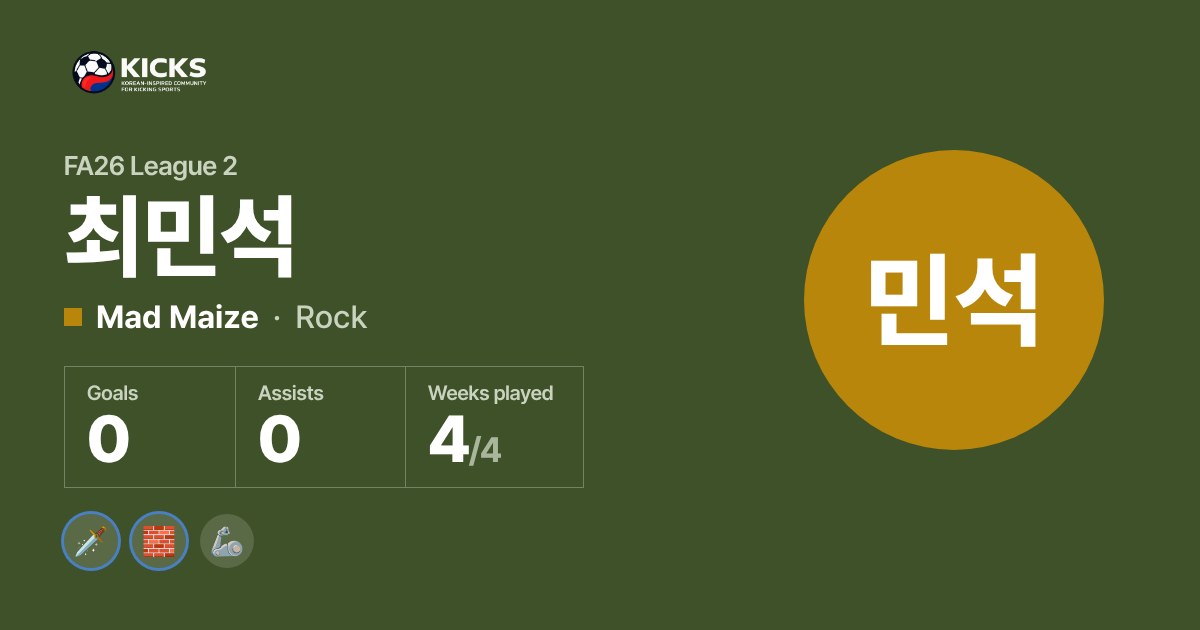 KICKS
KOREAN-INSPIRED COMMUNITY
FOR KICKING SPORTS
FA26 League 2
최민석
Mad Maize · Rock
민석
Goals Assists Weeks played
0 0 4/4